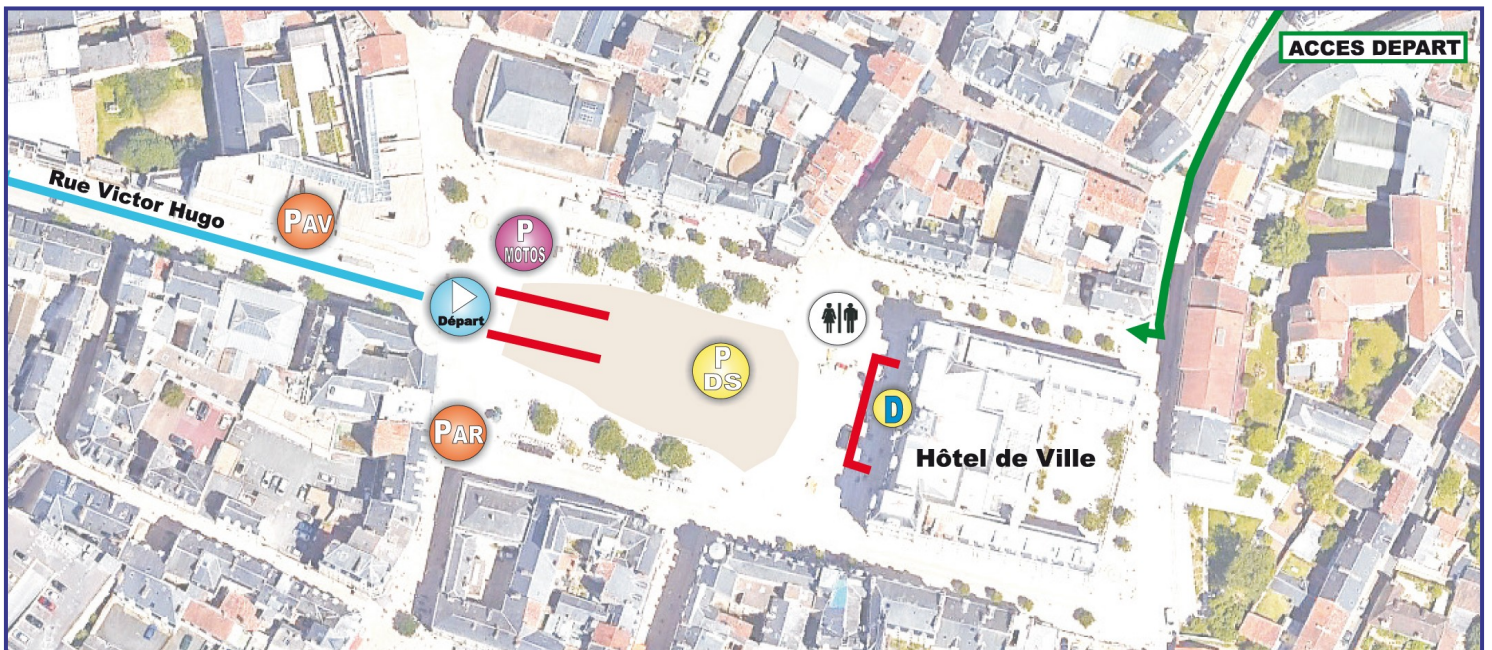 ACCES DEPART
Rue Victor Hugo
PAV
P
MOTOS
Départ
P
DS
D
PAR
Hôtel de Ville